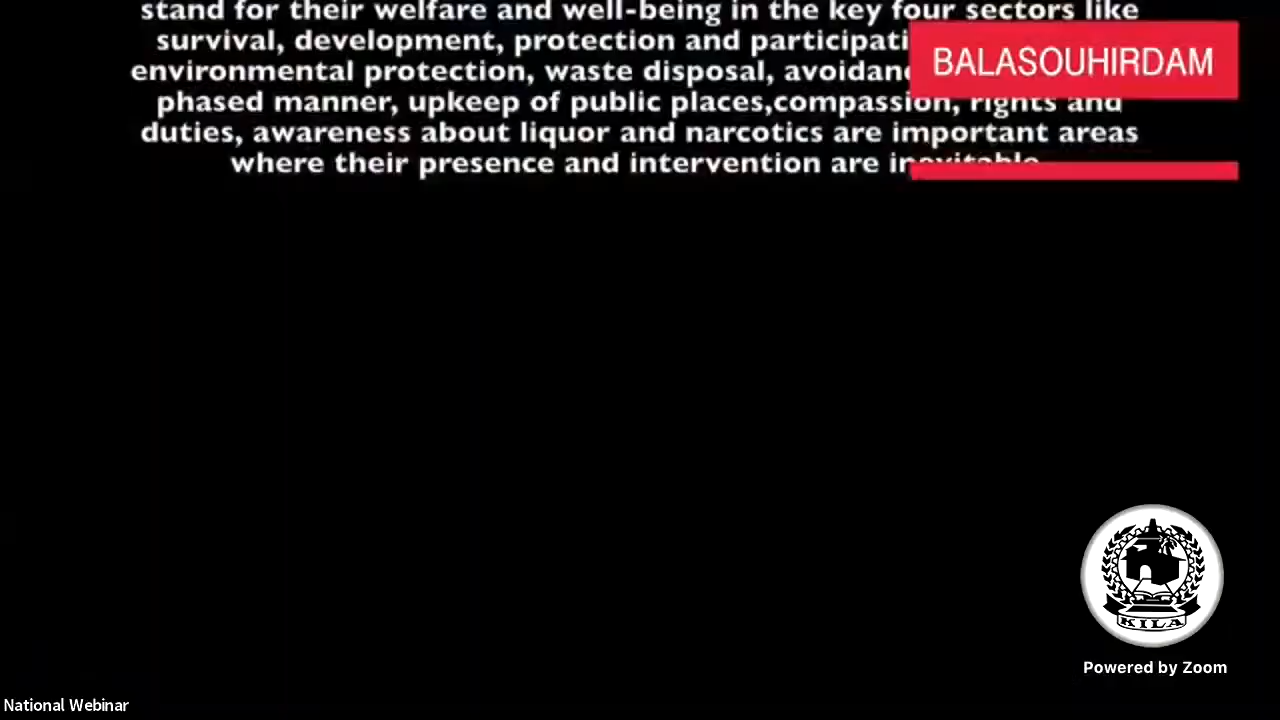 stand for their welfare and well-being in the key four sectors like
survival, development, protection and
environmental protection, waste disposal,
BALASOUHIRDAM
phased manner, upkeep of public places,compassion, rights and
duties, awareness about liquor and narcotics are important areas
where their presence and intervention are inevitable
KILA
Powered by Zoom
National Webinar